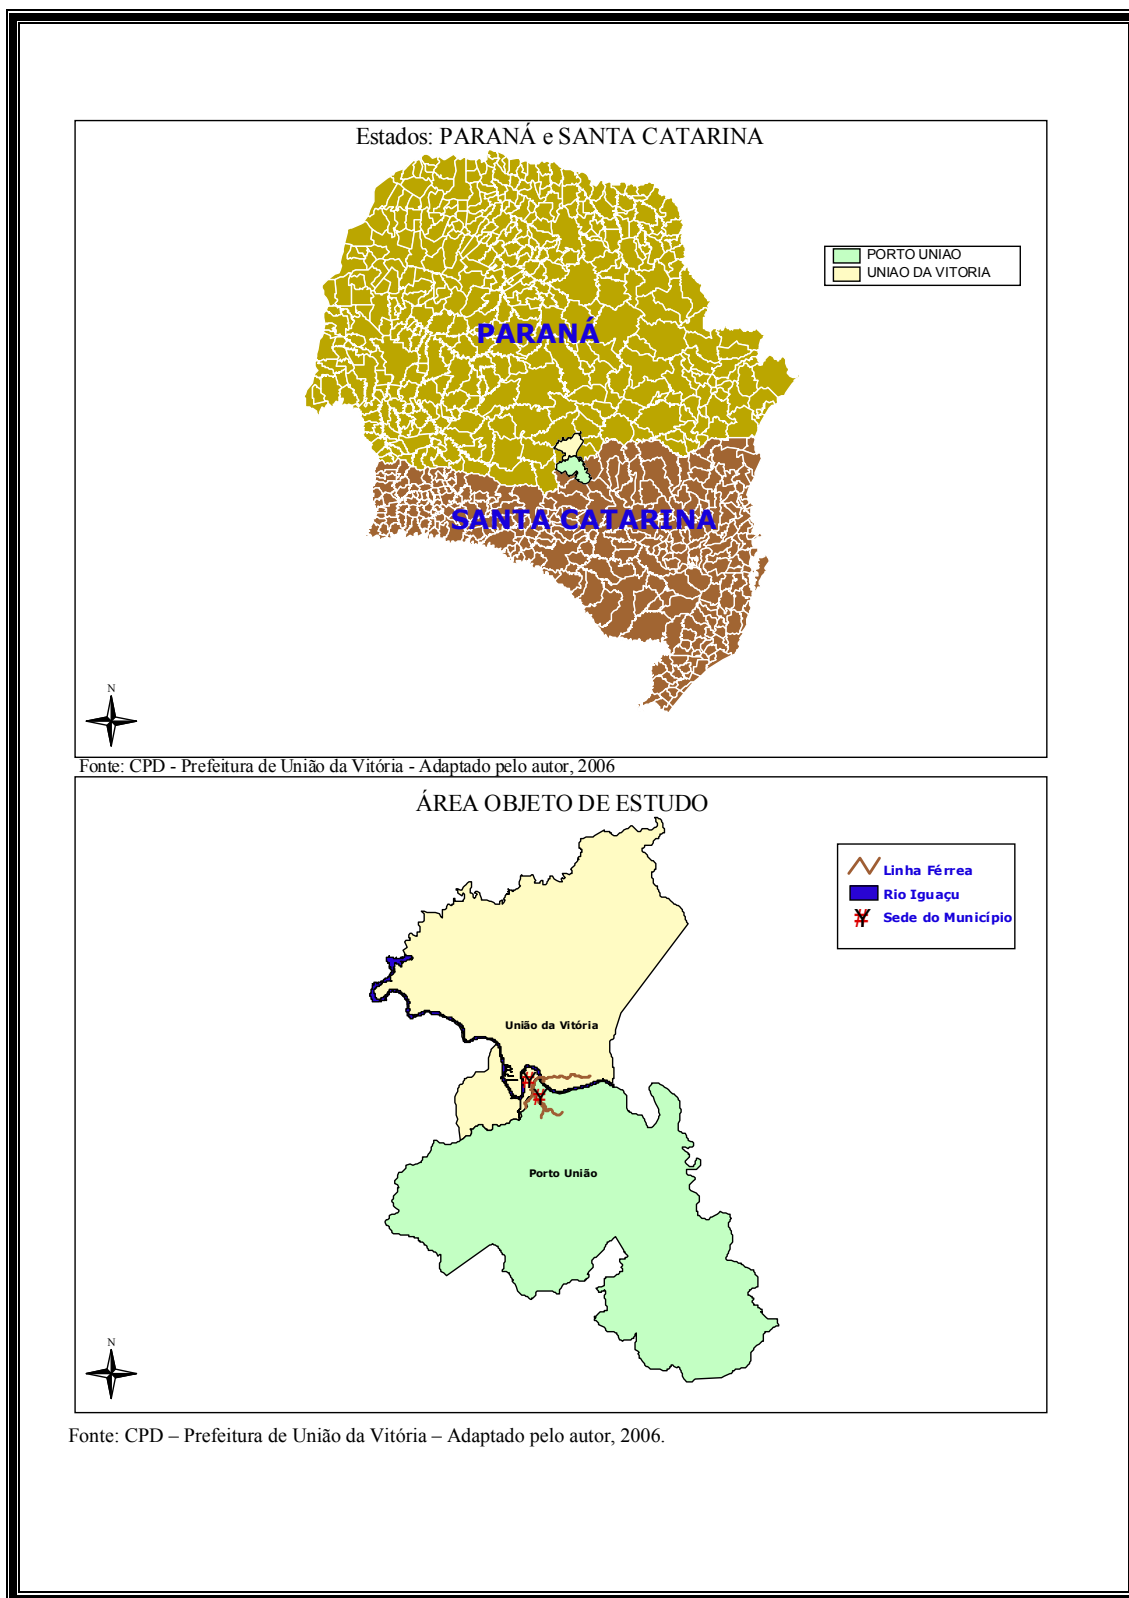 Estados: PARANÁ e SANTA CATARINA
PORTO UNIAO
UNIAO DA VITORIA
PARANÁ
SANTA CATARINA
N
Fonte: CPD - Prefeitura de União da Vitória - Adaptado pelo autor, 2006
ÁREA OBJETO DE ESTUDO
Linha Férrea
Rio Iguaçu
Sede do Município
União da Vitória
Porto União
N
Fonte: CPD – Prefeitura de União da Vitória – Adaptado pelo autor, 2006.